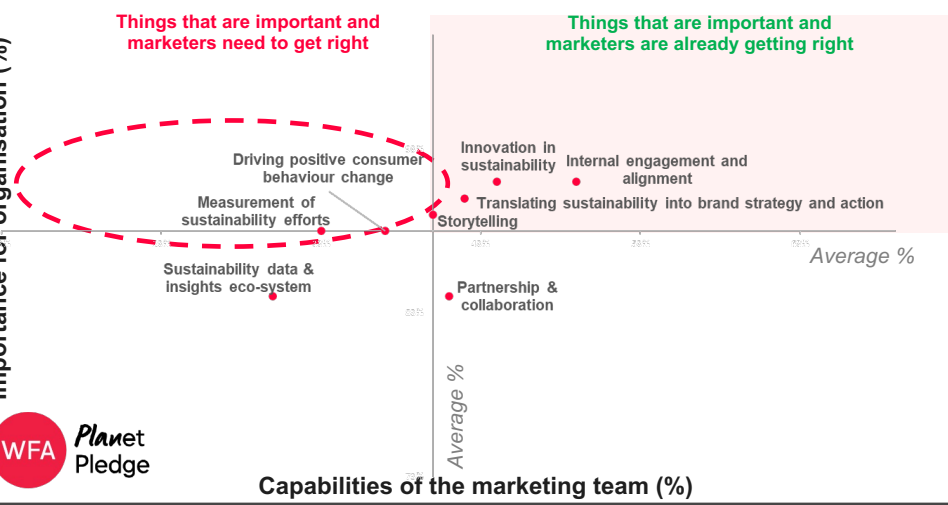 Things that are important and
marketers need to get right
Things that are important and
marketers are already getting right
Importance for organisation (%)
Innovation in
sustainability
Internal engagement and
alignment
Driving positive consumer
behaviour change
Translating sustainability into brand strategy and action
Measurement of
sustainability efforts
Storytelling
Average %
Sustainability data &
insights eco-system
Partnership &
collaboration
Average %
WFA
Planet
Pledge
Capabilities of the marketing team (%)